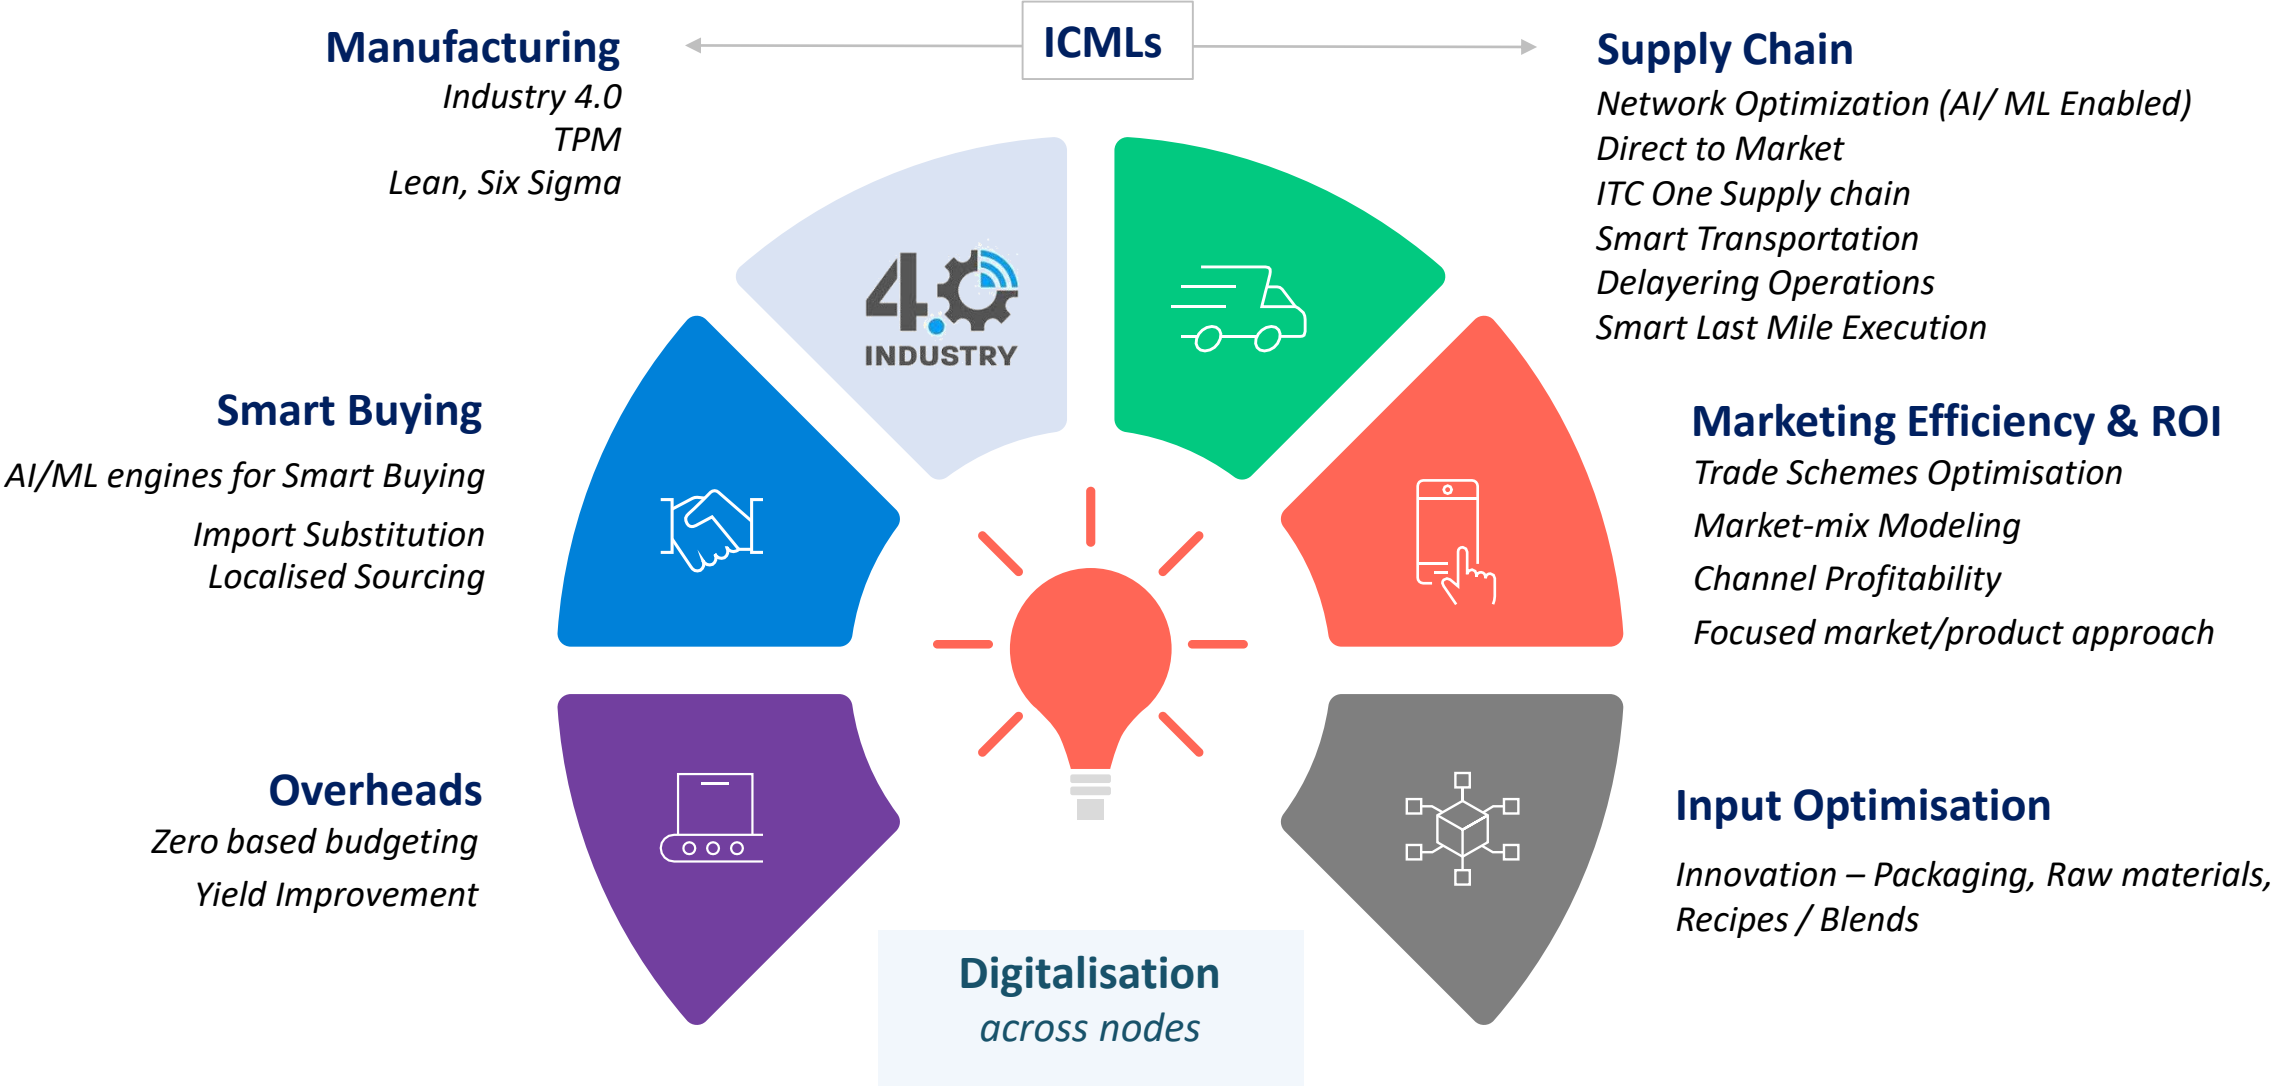 ICMLs
Manufacturing
Industry 4.0
TPM
Lean, Six Sigma
Supply Chain
Network Optimization (AI/ ML Enabled)
Direct to Market
ITC One Supply chain
Smart Transportation
Delayering Operations
Smart Last Mile Execution
4.0
INDUSTRY
Smart Buying
AI/ML engines for Smart Buying
Import Substitution
Localised Sourcing
Marketing Efficiency & ROI
Trade Schemes Optimisation
Market-mix Modeling
Channel Profitability
Focused market/product approach
Overheads
Zero based budgeting
Yield Improvement
Input Optimisation
Innovation – Packaging, Raw materials,
Recipes / Blends
Digitalisation
across nodes